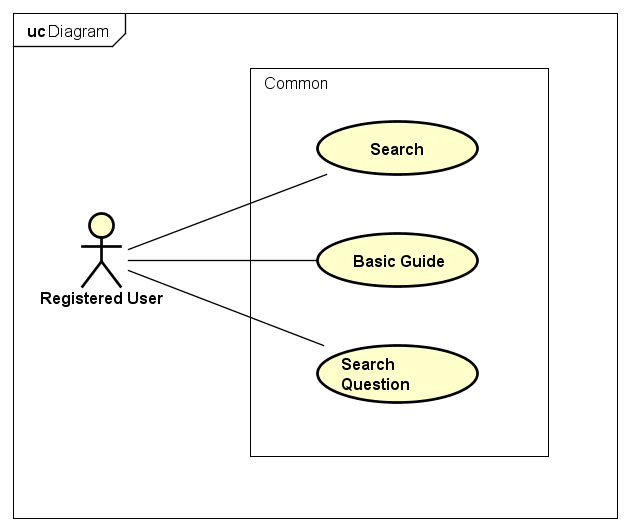 uc Diagram
Common
Search
Basic Guide
Registered User
Search
Question